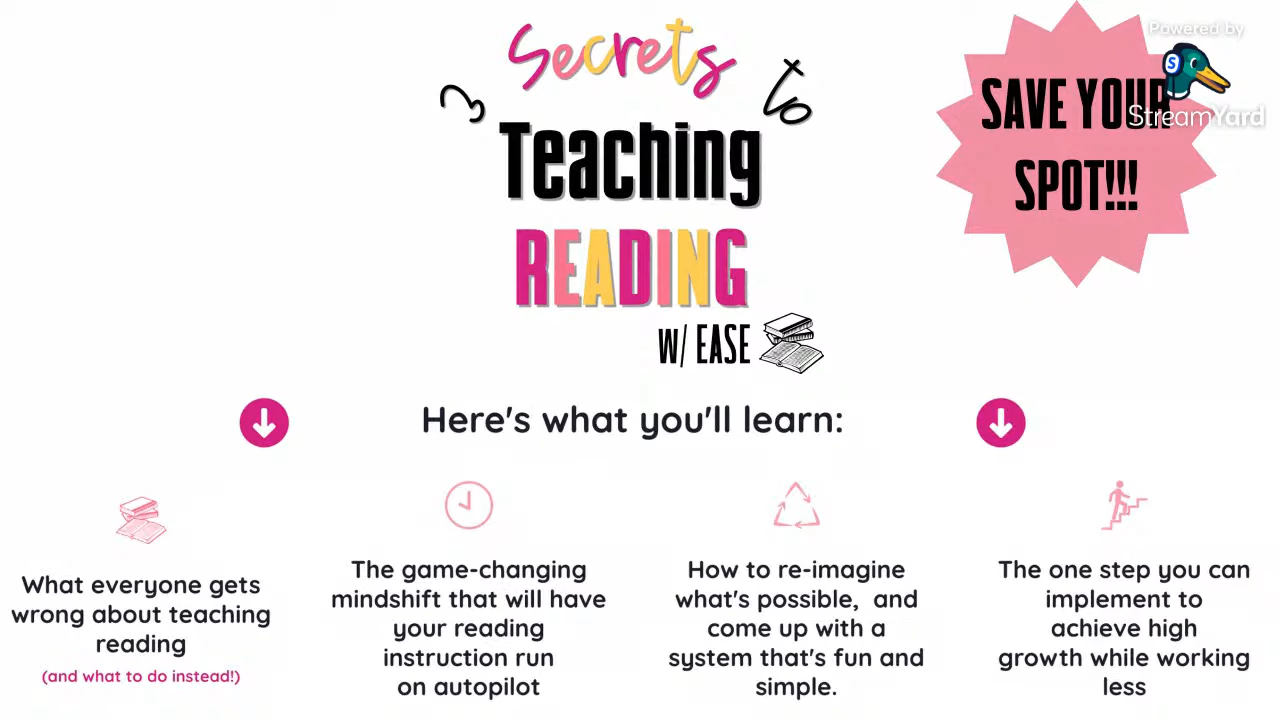 3 Secrets to
Teaching
READING
W/ EASE
SAVE YOUR
SPOT!!!
Powered by
StreamYard
Here's what you'll learn:
What everyone gets
wrong about teaching
reading
(and what to do instead!)
The game-changing
mindshift that will have
your reading
instruction run
on autopilot
How to re-imagine
what's possible, and
come up with a
system that's fun and
simple.
The one step you can
implement to
achieve high
growth while working
less